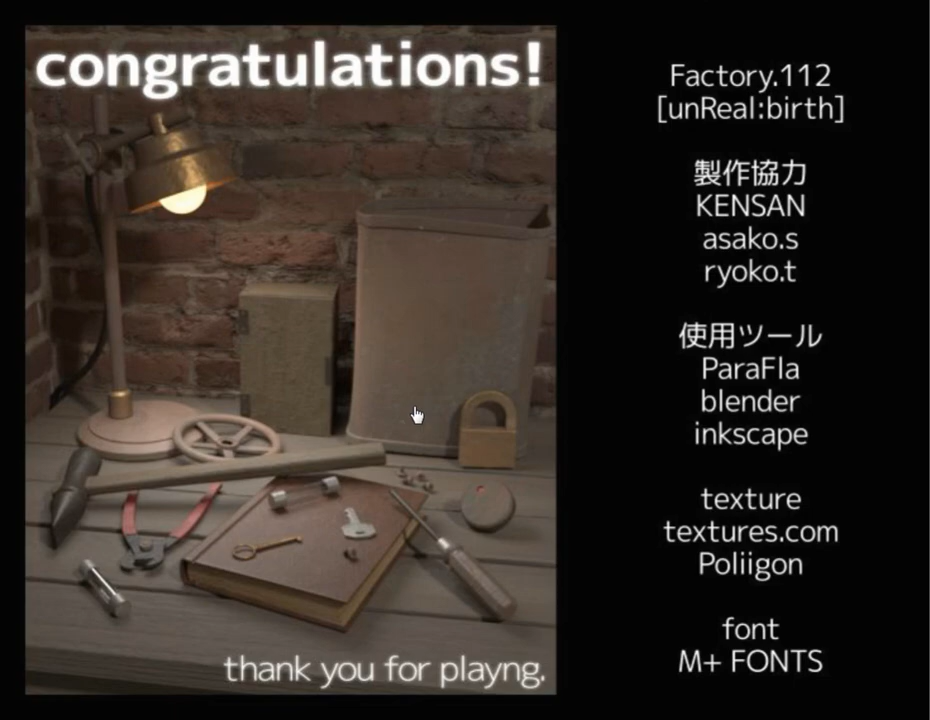 congratulations!
thank you for playng.
Factory.112
[unReal:birth]
製作協力
KENSAN
asako.s
ryoko.t
使用ツール
ParaFla
blender
inkscape
texture
textures.com
Poliigon
font
M+ FONTS